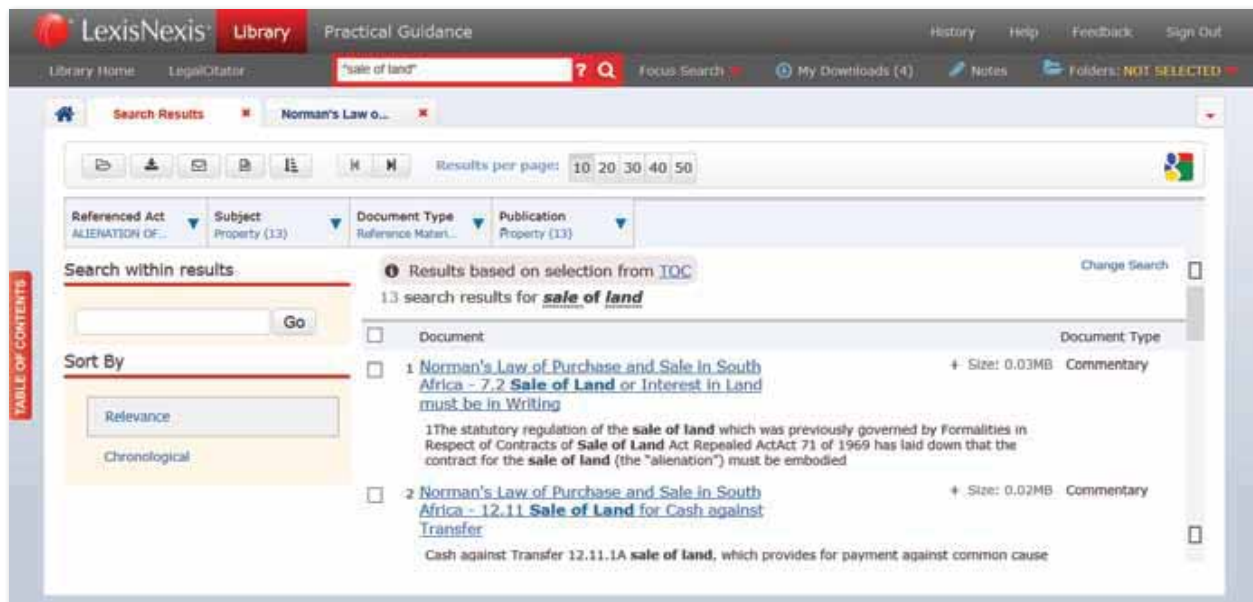 LexisNexis Library Practical Guidance History Help Feedback Sign Out
Library Home LegalCitator "sale of land" ? Focus Search My Downloads (4) Notes Folders: NOT SELECTED
Search Results Norman's Law o...
Results per page: 10 20 30 40 50
Referenced Act Subject Document Type Publication
ALIENATION OF... Property (13) Reference Materi... Property (13)
TABLE OF CONTENTS
Search within results
Go
Sort By
Relevance
Chronological
Results based on selection from TOC Change Search
13 search results for sale of land
Document Document Type
1 Norman's Law of Purchase and Sale in South + Size: 0.03MB Commentary
Africa - 7.2 Sale of Land or Interest in Land
must be in Writing
1The statutory regulation of the sale of land which was previously governed by Formalities in
Respect of Contracts of Sale of Land Act Repealed ActAct 71 of 1969 has laid down that the
contract for the sale of land (the "alienation") must be embodied
2 Norman's Law of Purchase and Sale in South + Size: 0.02MB Commentary
Africa - 12.11 Sale of Land for Cash against
Transfer
Cash against Transfer 12.11.1A sale of land, which provides for payment against common cause